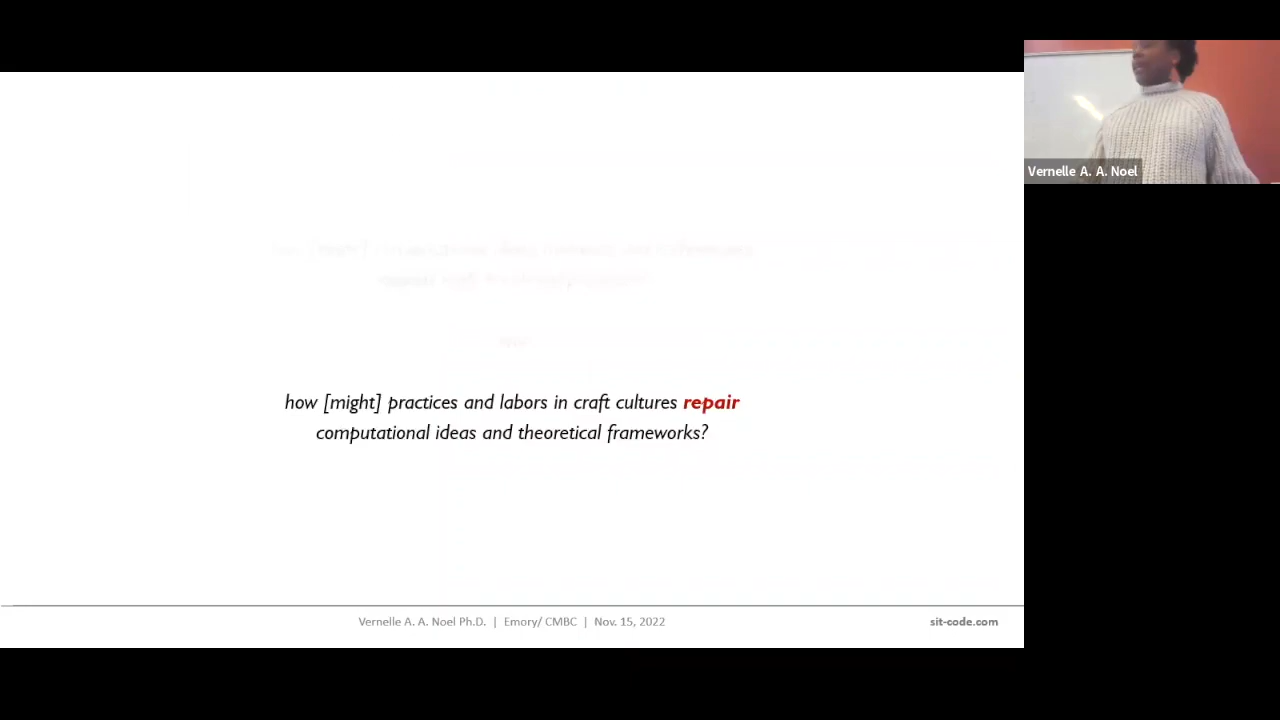 Vernelle A. A. Noel
how [might] practices and labors in craft cultures repair
computational ideas and theoretical frameworks?
Vernelle A. A. Noel Ph.D. | Emory/ CMBC | Nov. 15, 2022
sit-code.com